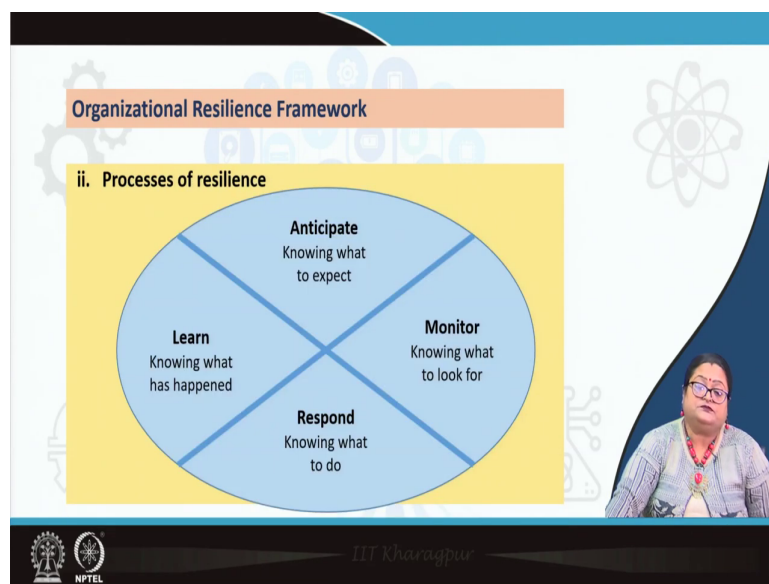 Organizational Resilience Framework
ii. Processes of resilience
Anticipate
Knowing what
to expect
Learn
Knowing what
has happened
Monitor
Knowing what
to look for
Respond
Knowing what
to do
IIT Kharagpur
NPTEL